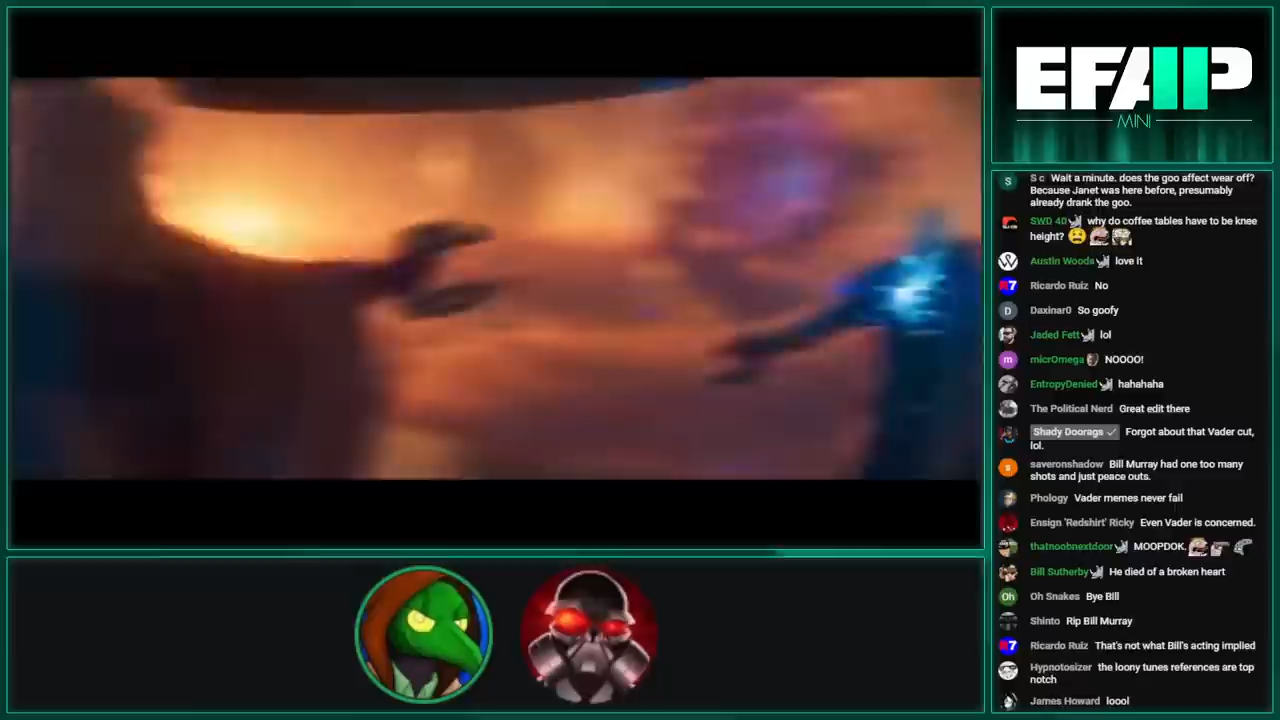 EFAP
MINI
S c Wait a minute. does the goo affect wear off?
Because Janet was here before, presumably
already drank the goo.
SWD 40 why do coffee tables have to be knee
height?
Austin Woods love it
Ricardo Ruiz No
Daxinar0 So goofy
Jaded Fett lol
micrOmega NOOOO!
EntropyDenied hahahaha
The Political Nerd Great edit there
Shady Doorags Forgot about that Vader cut,
lol.
saveronshadow Bill Murray had one too many
shots and just peace outs.
Phology Vader memes never fail
Ensign 'Redshirt' Ricky Even Vader is concerned.
thatnoobnextdoor MOOPDOK.
Bill Sutherby He died of a broken heart
Oh Snakes Bye Bill
Shinto Rip Bill Murray
Ricardo Ruiz That's not what Bill's acting implied
Hypnotosizer the loony tunes references are top
notch
James Howard loool